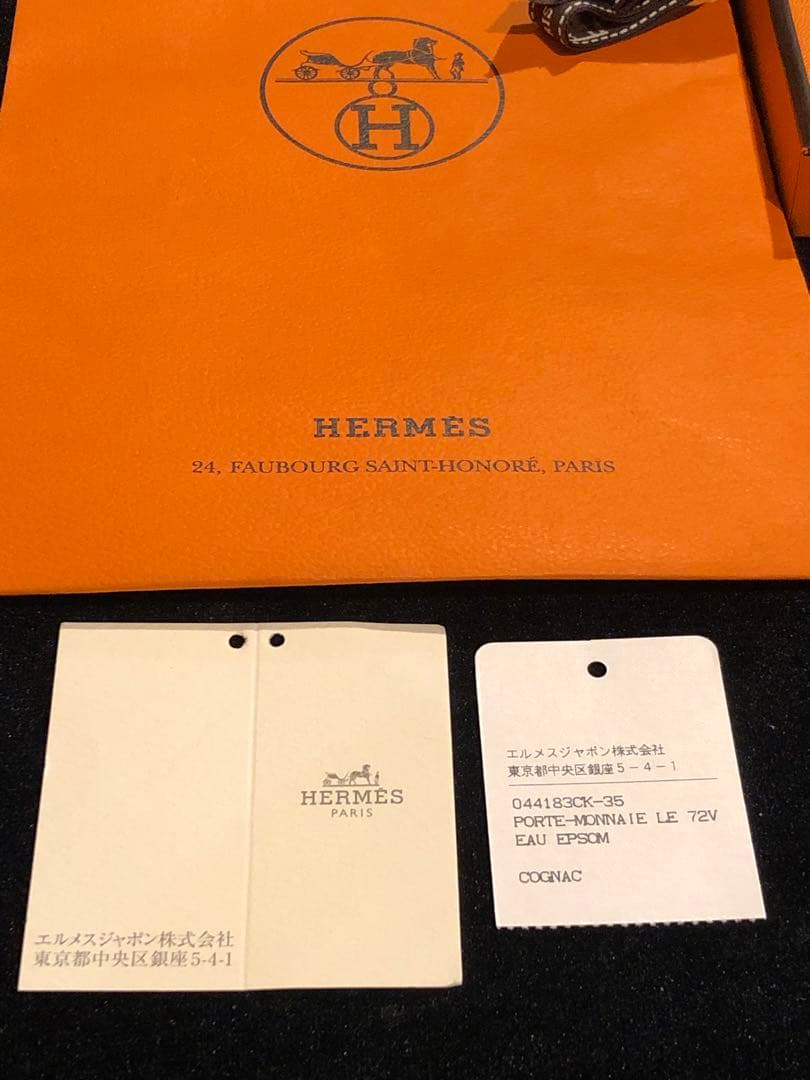 H
HERMÈS
24, FAUBOURG SAINT-HONORÉ, PARIS
HERMÈS
PARIS
エルメスジャポン株式会社
東京都中央区銀座5-4-1
エルメスジャポン株式会社
東京都中央区銀座5-4-1
044183CK-35
PORTE-MONNAIE LE 72V
EAU EPSOM
COGNAC